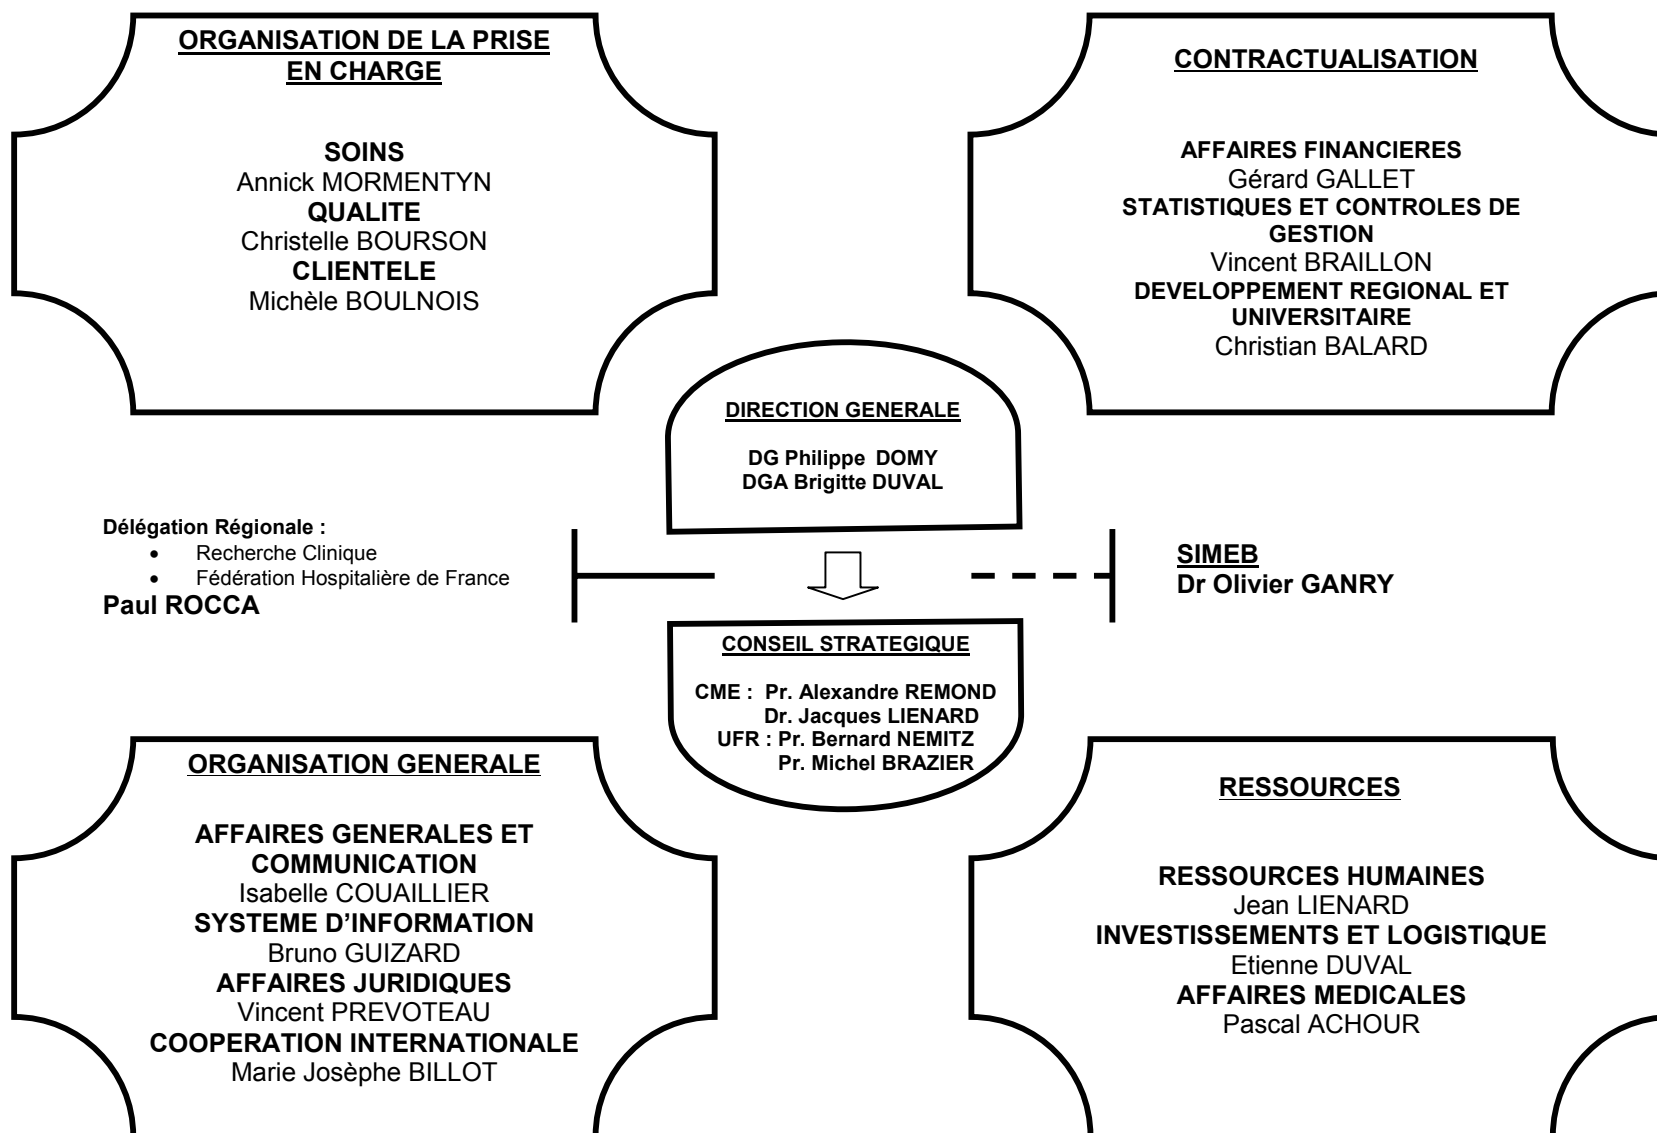 ORGANISATION DE LA PRISE
EN CHARGE
SOINS
Annick MORMENTYN
QUALITE
Christelle BOURSON
CLIENTELE
Michèle BOULNOIS
CONTRACTUALISATION
AFFAIRES FINANCIERES
Gérard GALLET
STATISTIQUES ET CONTROLES DE
GESTION
Vincent BRAILLON
DEVELOPPEMENT REGIONAL ET
UNIVERSITAIRE
Christian BALARD
DIRECTION GENERALE
DG Philippe DOMY
DGA Brigitte DUVAL
Délégation Régionale :
• Recherche Clinique
• Fédération Hospitalière de France
Paul ROCCA
SIMEB
Dr Olivier GANRY
CONSEIL STRATEGIQUE
CME : Pr. Alexandre REMOND
Dr. Jacques LIENARD
UFR : Pr. Bernard NEMITZ
Pr. Michel BRAZIER
ORGANISATION GENERALE
AFFAIRES GENERALES ET
COMMUNICATION
Isabelle COUAILLIER
SYSTEME D’INFORMATION
Bruno GUIZARD
AFFAIRES JURIDIQUES
Vincent PREVOTEAU
COOPERATION INTERNATIONALE
Marie Josèphe BILLOT
RESSOURCES
RESSOURCES HUMAINES
Jean LIENARD
INVESTISSEMENTS ET LOGISTIQUE
Etienne DUVAL
AFFAIRES MEDICALES
Pascal ACHOUR